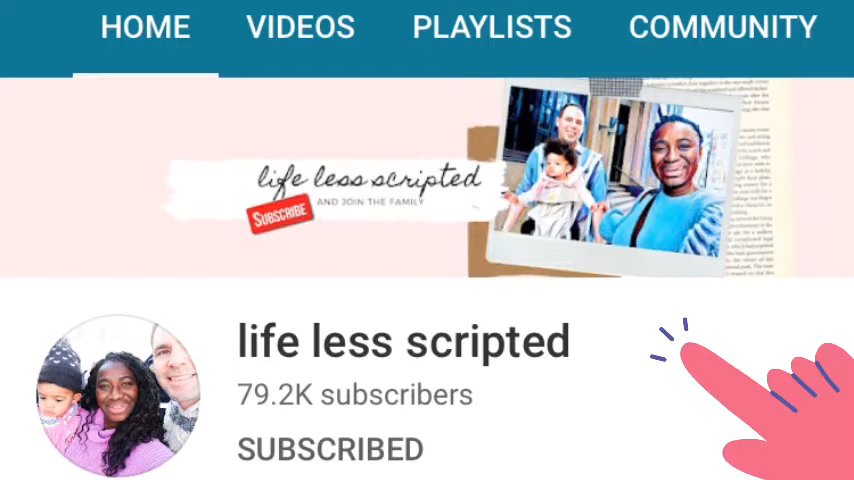 HOME VIDEOS PLAYLISTS COMMUNITY
life less scripted
SUBSCRIBE AND JOIN THE FAMILY
life less scripted
79.2K subscribers
SUBSCRIBED